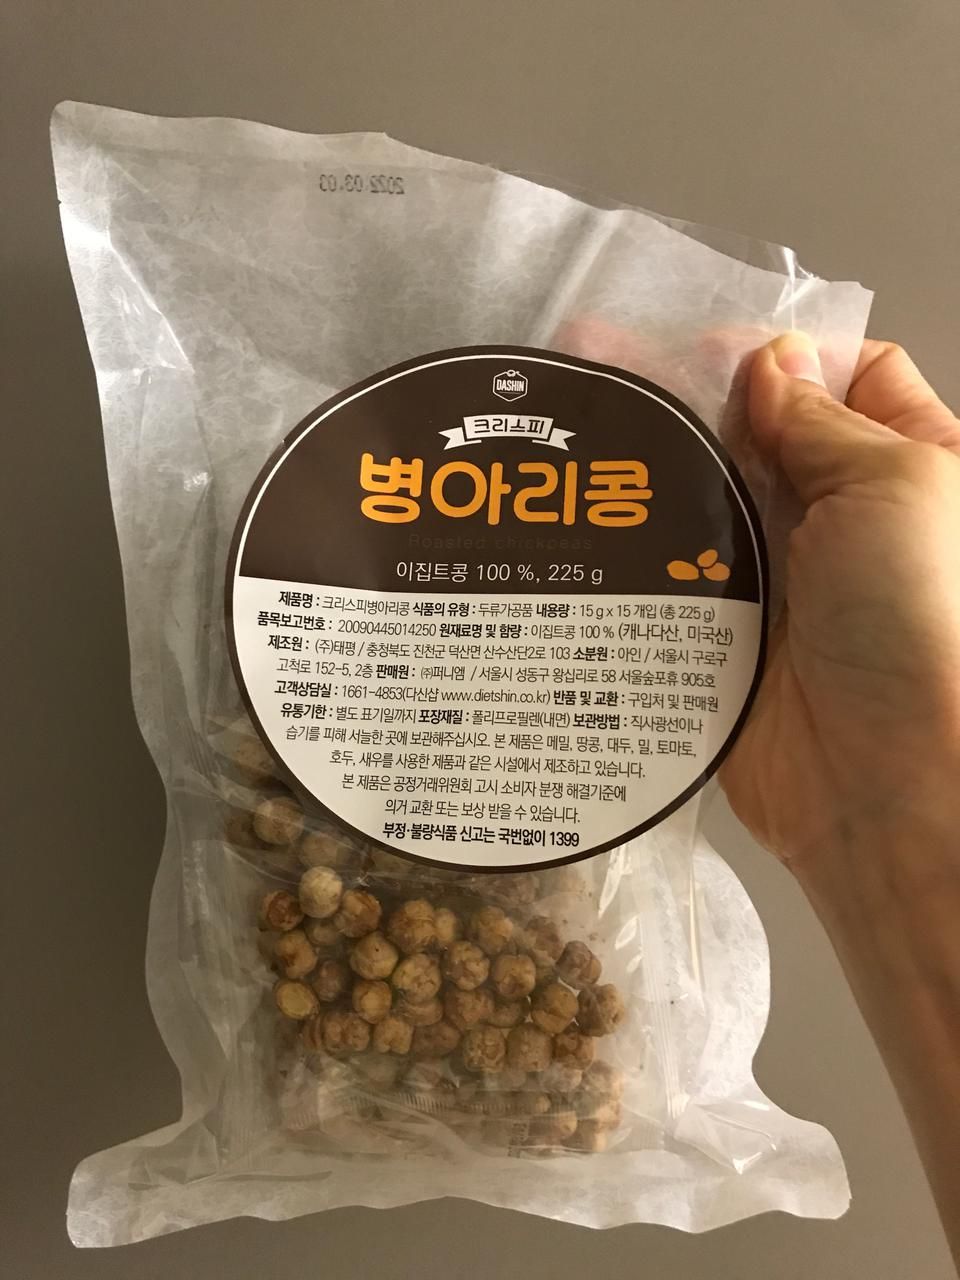 2022.03.03
DASHIN
크리스피
병아리콩
Roasted chickpeas
이집트콩 100 %, 225 g
제품명 : 크리스피병아리콩 식품의 유형 : 두류가공품 내용량 : 15 g x 15 개입 (총 225 g)
품목보고번호 : 20090445014250 원재료명 및 함량 : 이집트콩 100 % (캐나다산, 미국산)
제조원 : (주)태평 / 충청북도 진천군 덕산면 산수산단2로 103 소분원 : 아인 / 서울시 구로구
고척로 152-5, 2층 판매원 : ㈜퍼니엠 / 서울시 성동구 왕십리로 58 서울숲포휴 905호
고객상담실 : 1661-4853(다신샵 www.dietshin.co.kr) 반품 및 교환 : 구입처 및 판매원
유통기한 : 별도 표기일까지 포장재질 : 폴리프로필렌(내면) 보관방법 : 직사광선이나
습기를 피해 서늘한 곳에 보관해주십시오. 본 제품은 메밀, 땅콩, 대두, 밀, 토마토,
호두, 새우를 사용한 제품과 같은 시설에서 제조하고 있습니다.
본 제품은 공정거래위원회 고시 소비자 분쟁 해결기준에
의거 교환 또는 보상 받을 수 있습니다.
부정·불량식품 신고는 국번없이 1399